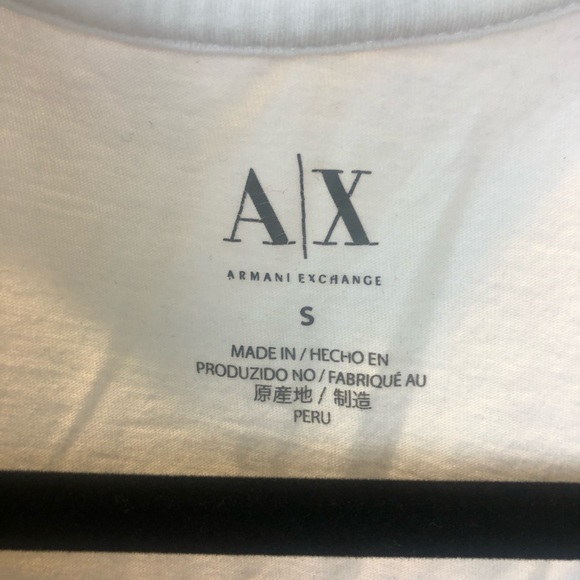 A|X
ARMANI EXCHANGE
S
MADE IN / HECHO EN
PRODUZIDO NO / FABRIQUÉ AU
原産地 / 制造
PERU